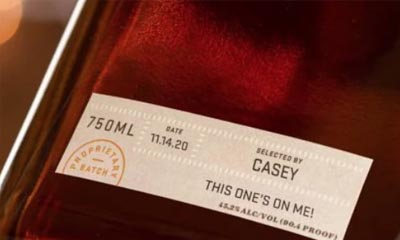 750ML
DATE
11.14.20
SELECTED BY
CASEY
PROPRIETARY
BATCH
THIS ONE'S ON ME!
45.2% ALC/VOL (90.4 PROOF)